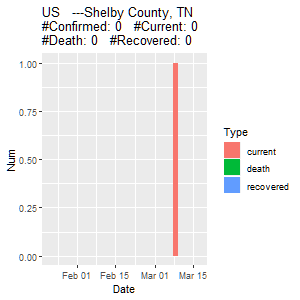 US   ---Shelby County, TN
#Confirmed: 0   #Current: 0
#Death: 0   #Recovered: 0
1.00
0.75
0.50
0.25
0.00
Num
Feb 01   Feb 15   Mar 01   Mar 15
Date
Type
current
death
recovered